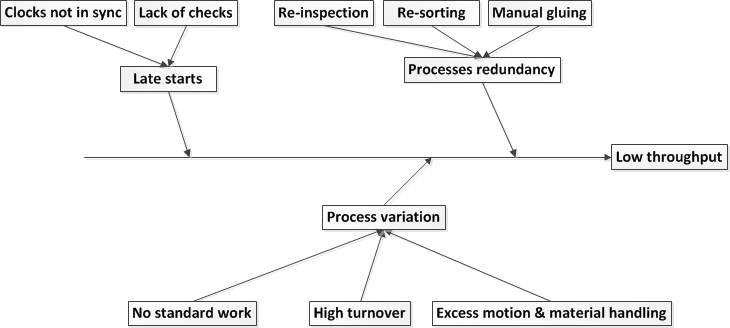 Clocks not in sync
Lack of checks
Re-inspection
Re-sorting
Manual gluing
Late starts
Processes redundancy
Low throughput
Process variation
No standard work
High turnover
Excess motion & material handling